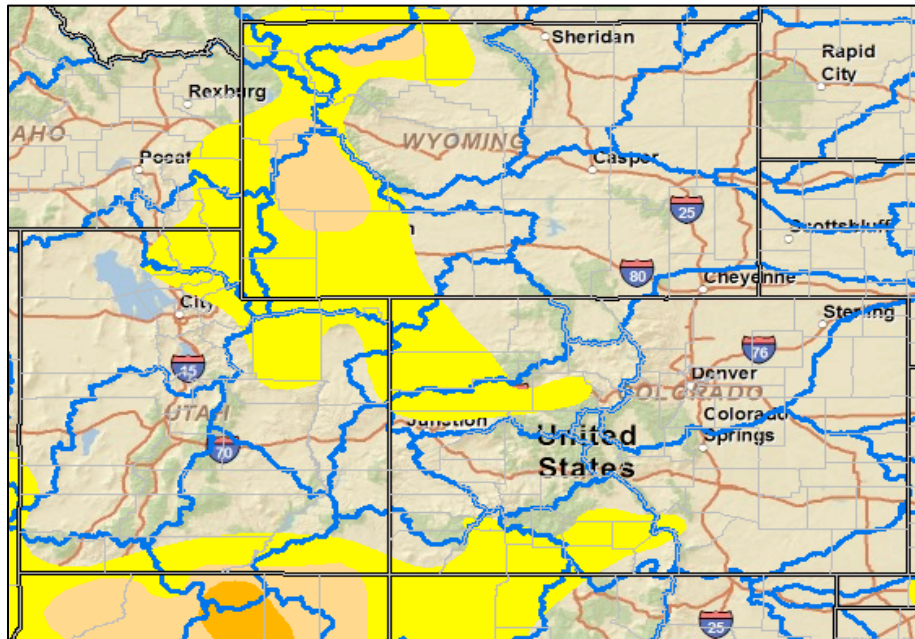 Sheridan
Rapid
City
Rexburg
AHO
WYOMING
Pocat
Casper
25
Scottsbluff
80
Cheyenne
City
Sterling
15
76
Denver
COLORADO
UTAH
Junction
Colorado
Springs
70
United
States
25